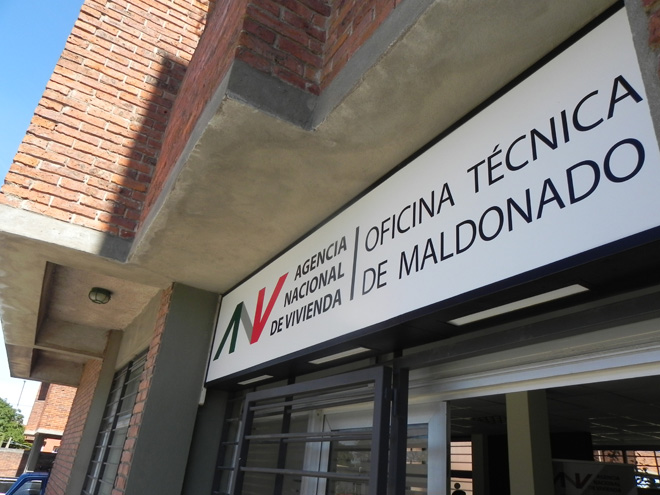 ANV
AGENCIA
NACIONAL
DE VIVIENDA
OFICINA TÉCNICA
DE MALDONADO